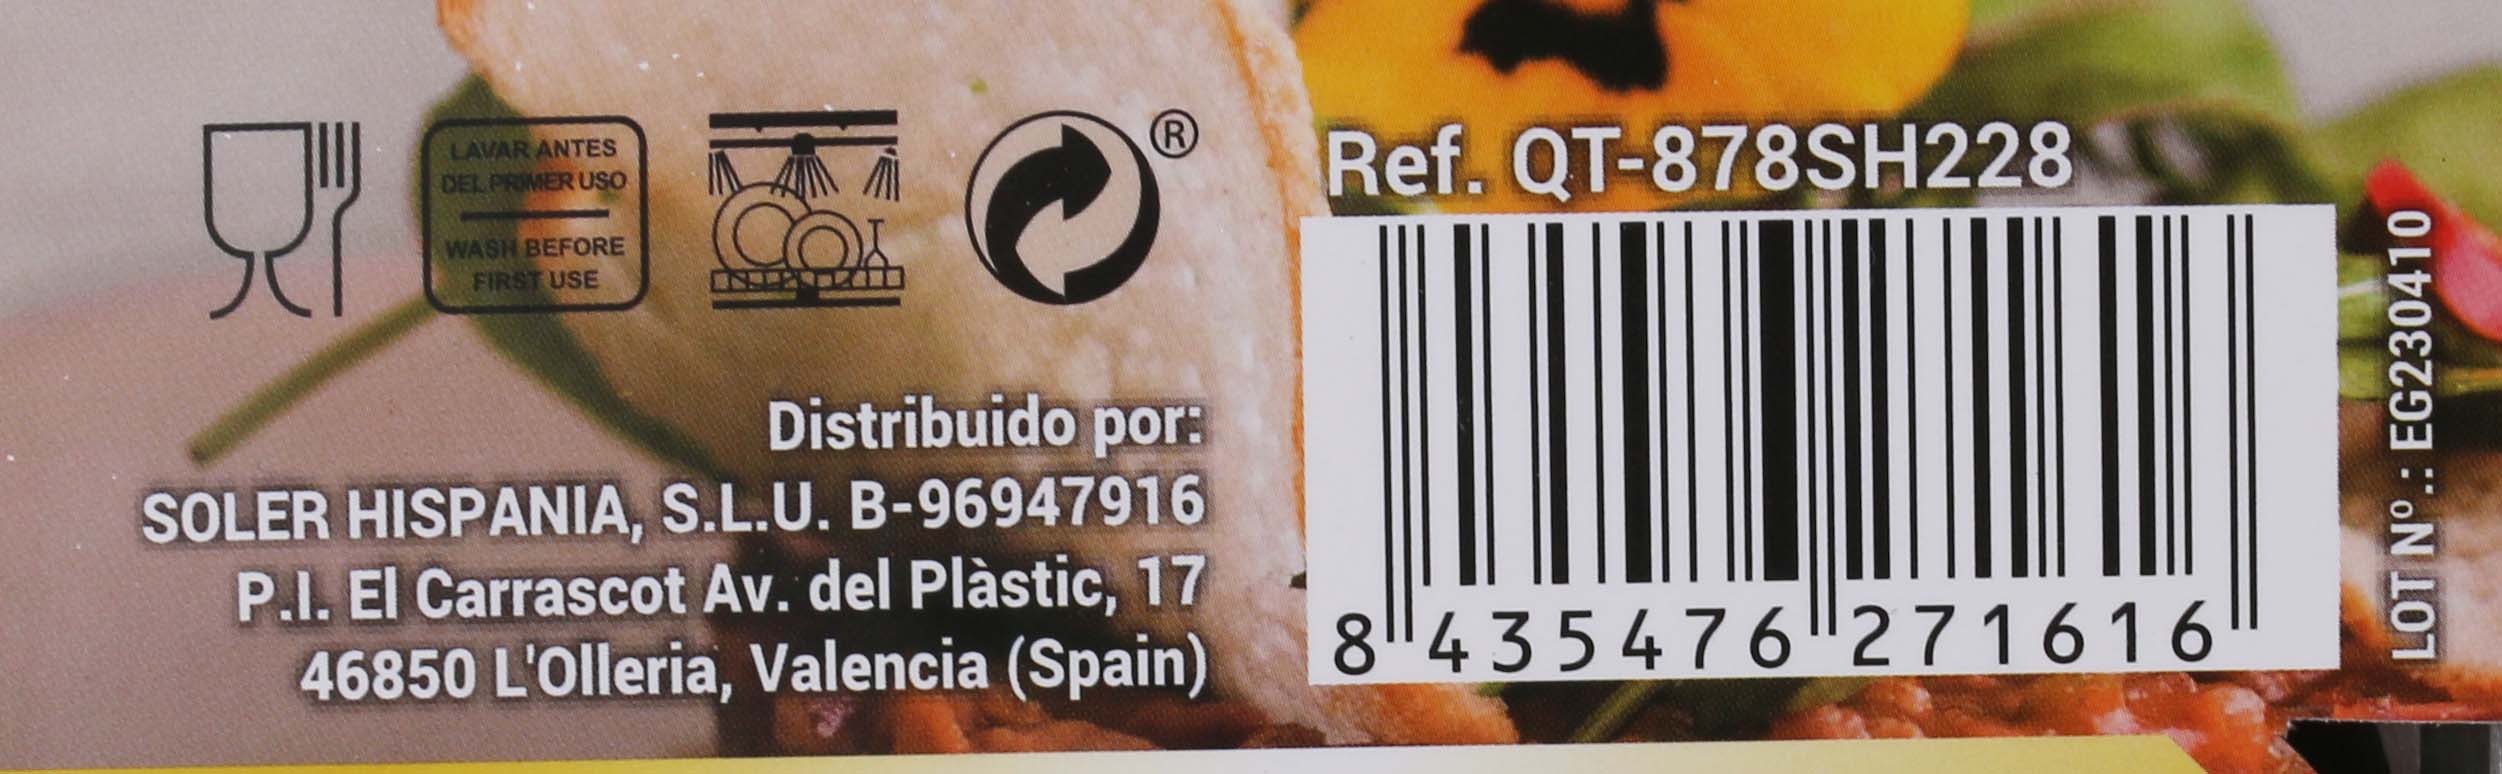 LAVAR ANTES
DEL PRIMER USO
WASH BEFORE
FIRST USE
®
Distribuido por:
SOLER HISPANIA, S.L.U. B-96947916
P.I. El Carrascot Av. del Plàstic, 17
46850 L'Olleria, Valencia (Spain)
Ref. QT-878SH228
8 435476 271616
LOT Nº.: EG230410